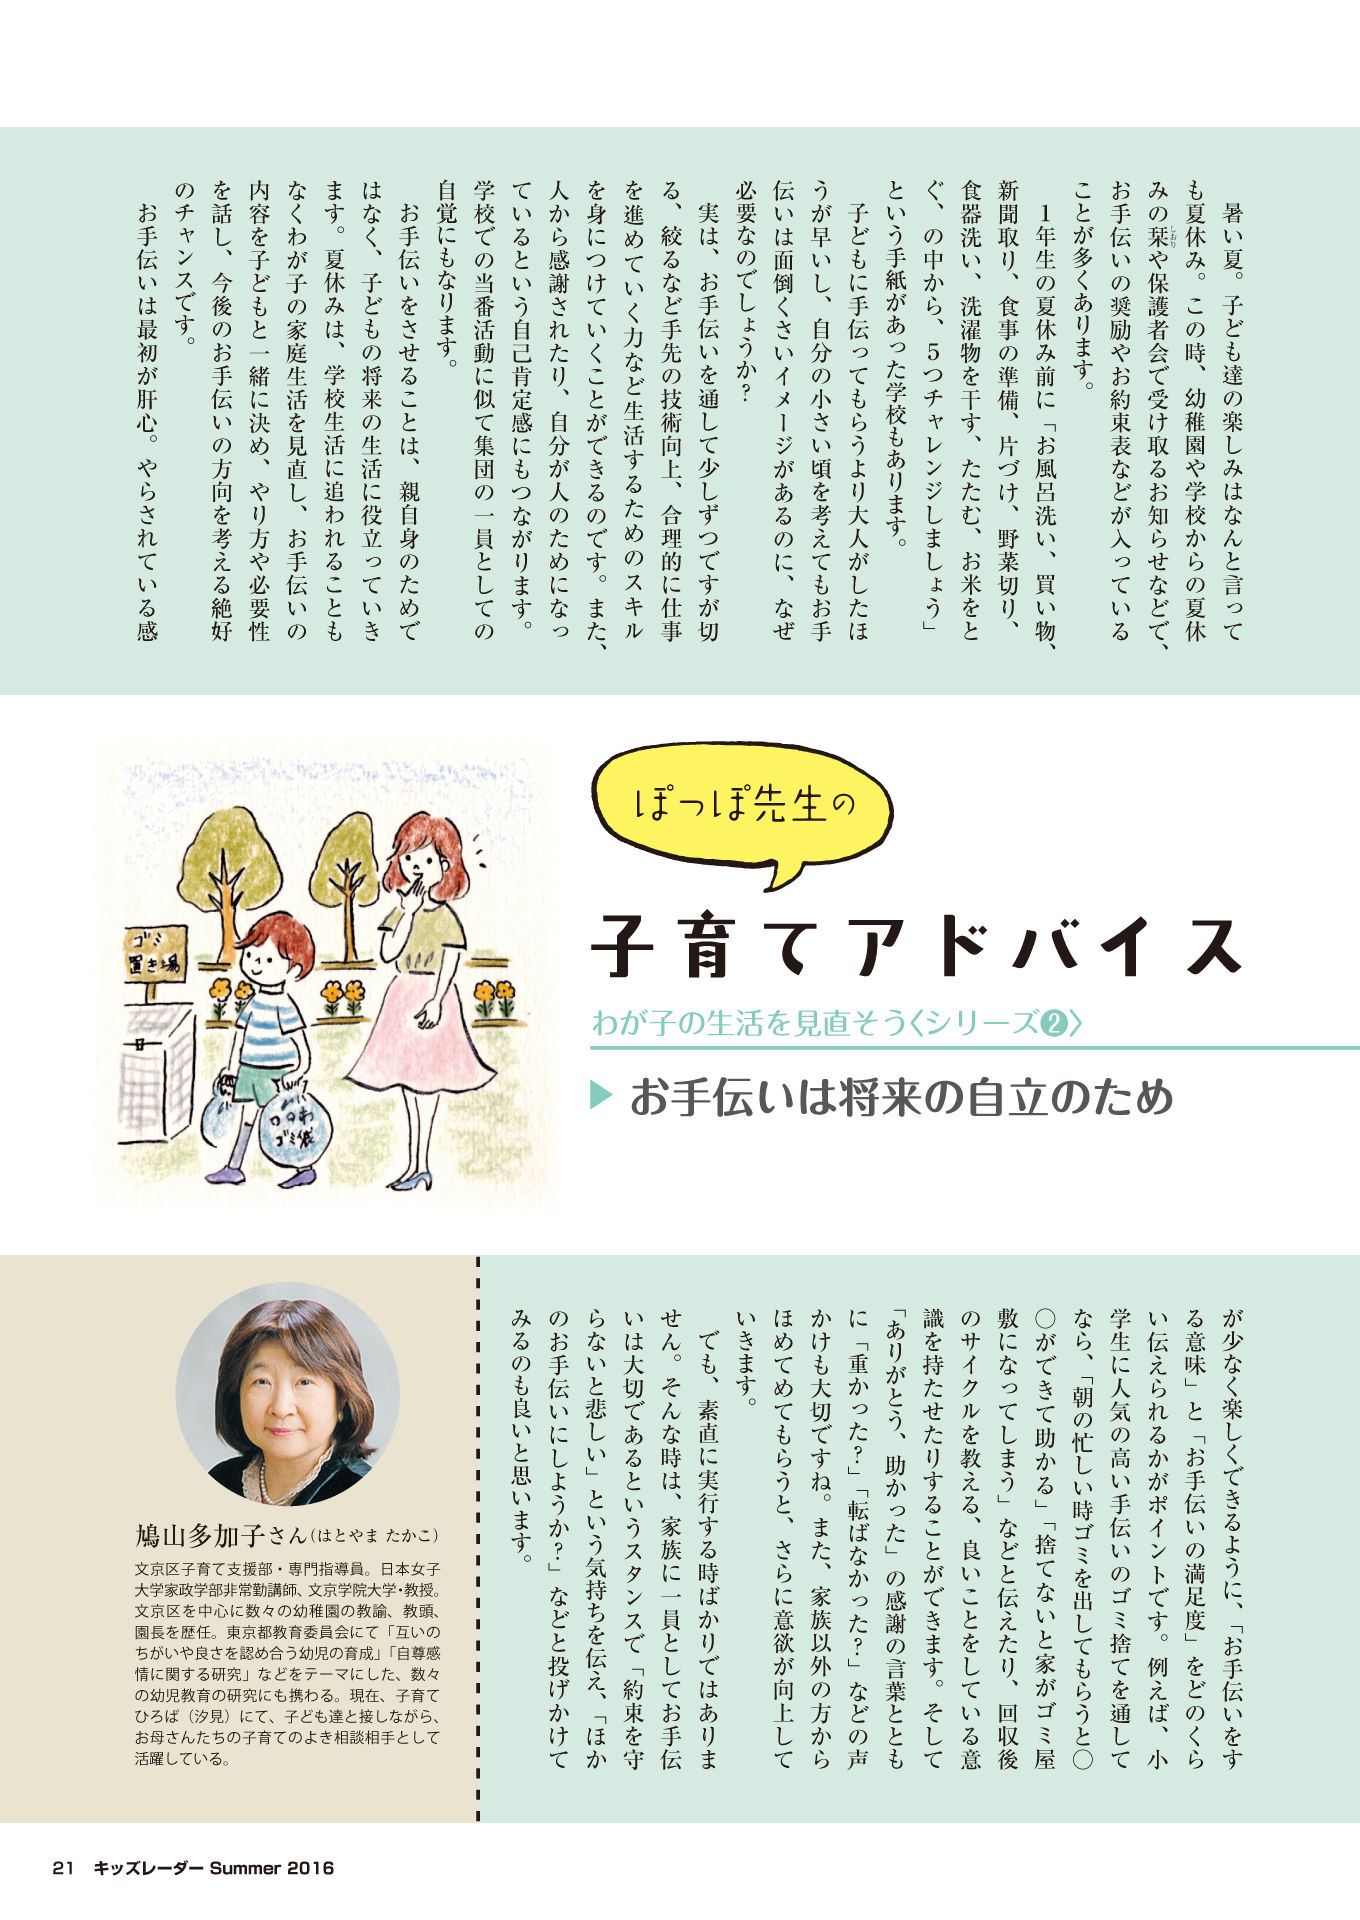 暑い夏。子ども達の楽しみはなんと言って
も夏休み。この時、幼稚園や学校からの夏休
みの栞や保護者会で受け取るお知らせなどで、
しおり
お手伝いの奨励やお約束表などが入っている
ことが多くあります。
1年生の夏休み前に「お風呂洗い、買い物、
新聞取り、食事の準備、片づけ、野菜切り、
食器洗い、洗濯物を干す、たたむ、お米をと
ぐ、の中から、5つチャレンジしましょう」
という手紙があった学校もあります。
子どもに手伝ってもらうより大人がしたほ
うが早いし、自分の小さい頃を考えてもお手
伝いは面倒くさいイメージがあるのに、なぜ
必要なのでしょうか?
実は、お手伝いを通して少しずつですが切
る、絞るなど手先の技術向上、合理的に仕事
を進めていく力など生活するためのスキル
を身につけていくことができるのです。また、
人から感謝されたり、自分が人のためになっ
ているという自己肯定感にもつながります。
学校での当番活動に似て集団の一員としての
自覚にもなります。
お手伝いをさせることは、親自身のためで
はなく、子どもの将来の生活に役立っていき
ます。夏休みは、学校生活に追われることも
なくわが子の家庭生活を見直し、お手伝いの
内容を子どもと一緒に決め、やり方や必要性
を話し、今後のお手伝いの方向を考える絶好
のチャンスです。
お手伝いは最初が肝心。やらされている感
ぽっぽ先生の
子育てアドバイス
わが子の生活を見直そう〈シリーズ❷〉
▶ お手伝いは将来の自立のため
ゴミ
置き場
ゴミ袋
が少なく楽しくできるように、「お手伝いをす
る意味」と「お手伝いの満足度」をどのくら
い伝えられるかがポイントです。例えば、小
学生に人気の高い手伝いのゴミ捨てを通して
なら、「朝の忙しい時ゴミを出してもらうと〇
〇ができて助かる」「捨てないと家がゴミ屋
敷になってしまう」などと伝えたり、回収後
のサイクルを教える、良いことをしている意
識を持たせたりすることができます。そして
「ありがとう、助かった」の感謝の言葉ととも
に「重かった?」「転ばなかった?」などの声
かけも大切ですね。また、家族以外の方から
ほめてめてもらうと、さらに意欲が向上して
いきます。
でも、素直に実行する時ばかりではありま
せん。そんな時は、家族に一員としてお手伝
いは大切であるというスタンスで「約束を守
らないと悲しい」という気持ちを伝え、「ほか
のお手伝いにしようか?」などと投げかけて
みるのも良いと思います。
鳩山多加子さん(はとやま たかこ)
文京区子育て支援部・専門指導員。日本女子
大学家政学部非常勤講師、文京学院大学・教授。
文京区を中心に数々の幼稚園の教諭、教頭、
園長を歴任。東京都教育委員会にて「互いの
ちがいや良さを認め合う幼児の育成」「自尊感
情に関する研究」などをテーマにした、数々
の幼児教育の研究にも携わる。現在、子育て
ひろば（汐見）にて、子ども達と接しながら、
お母さんたちの子育てのよき相談相手として
活躍している。
21 キッズレーダー Summer 2016